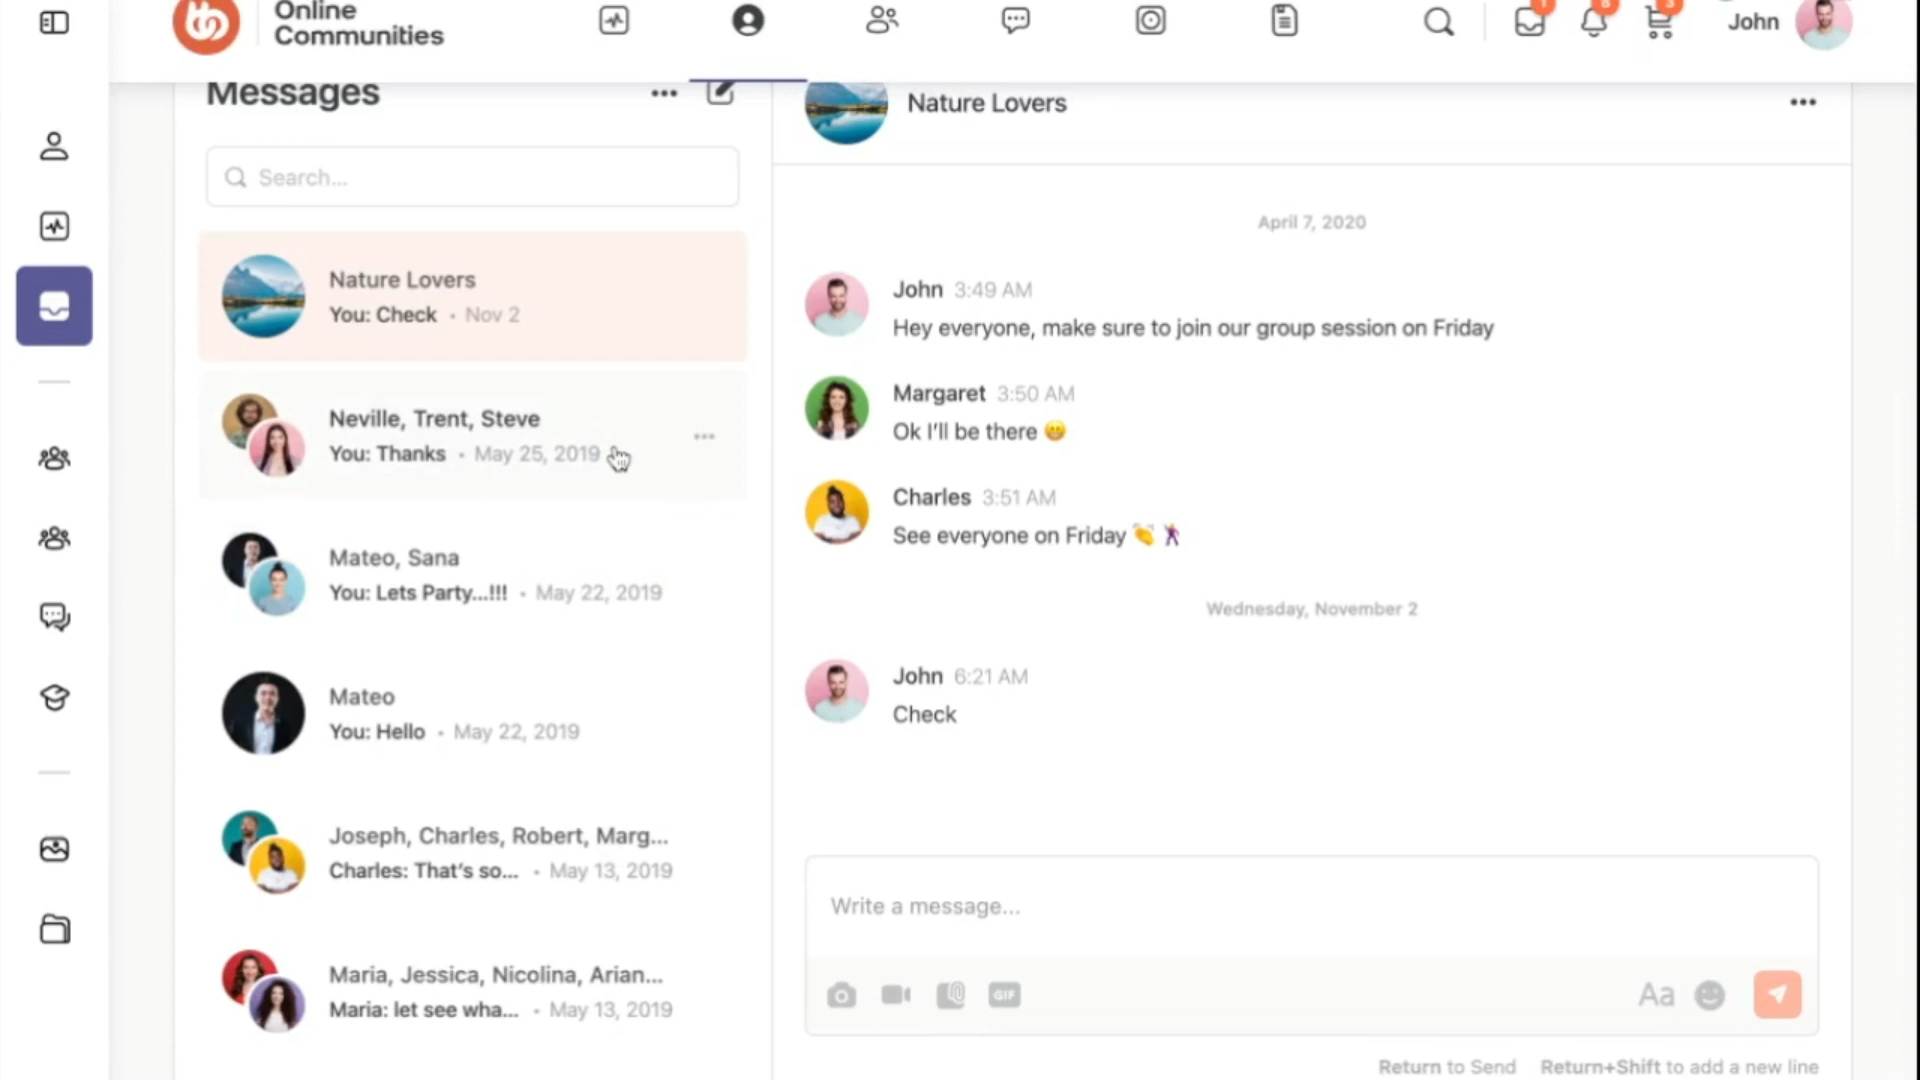 Online
Communities
1
8
3
John
Messages
Nature Lovers
Search...
April 7, 2020
Nature Lovers
You: Check · Nov 2
John 3:49 AM
Hey everyone, make sure to join our group session on Friday
Neville, Trent, Steve
You: Thanks · May 25, 2019
Margaret 3:50 AM
Ok I'll be there 😁
Charles 3:51 AM
See everyone on Friday 👏 🕺
Mateo, Sana
You: Lets Party...!!! · May 22, 2019
Wednesday, November 2
Mateo
You: Hello · May 22, 2019
John 6:21 AM
Check
Joseph, Charles, Robert, Marg...
Charles: That's so... · May 13, 2019
Write a message...
Maria, Jessica, Nicolina, Arian...
Maria: let see wha... · May 13, 2019
GIF
Aa
Return to Send Return+Shift to add a new line